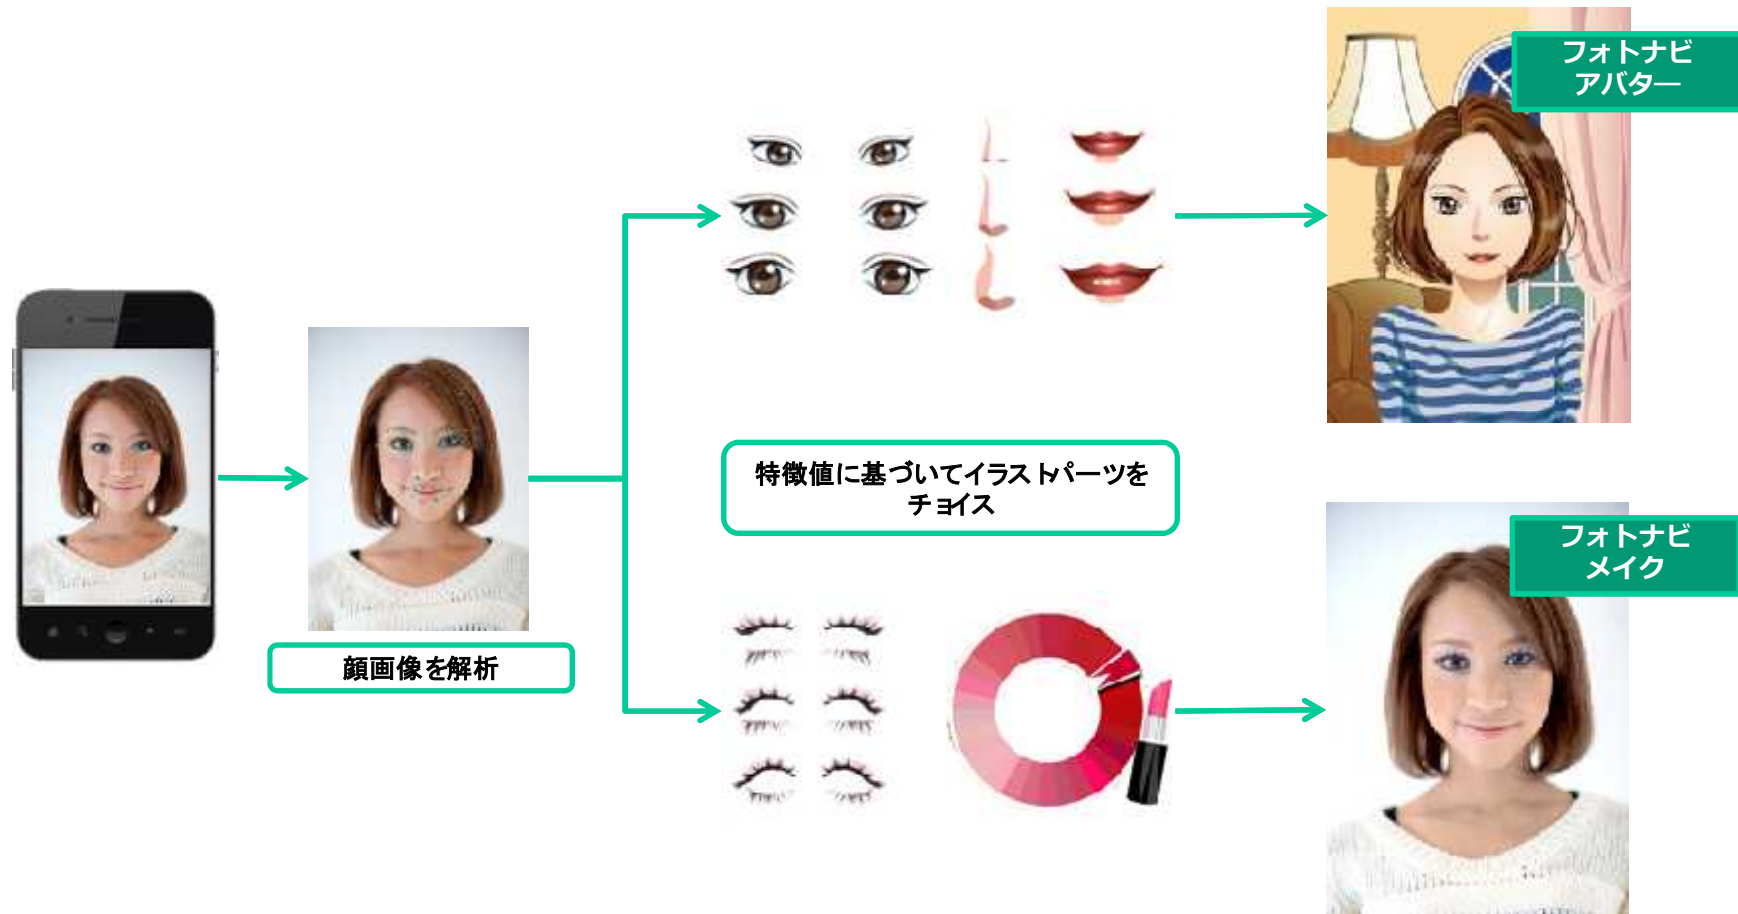 フォトナビ
アバター
特徴値に基づいてイラストパーツを
チョイス
フォトナビ
メイク
顔画像を解析